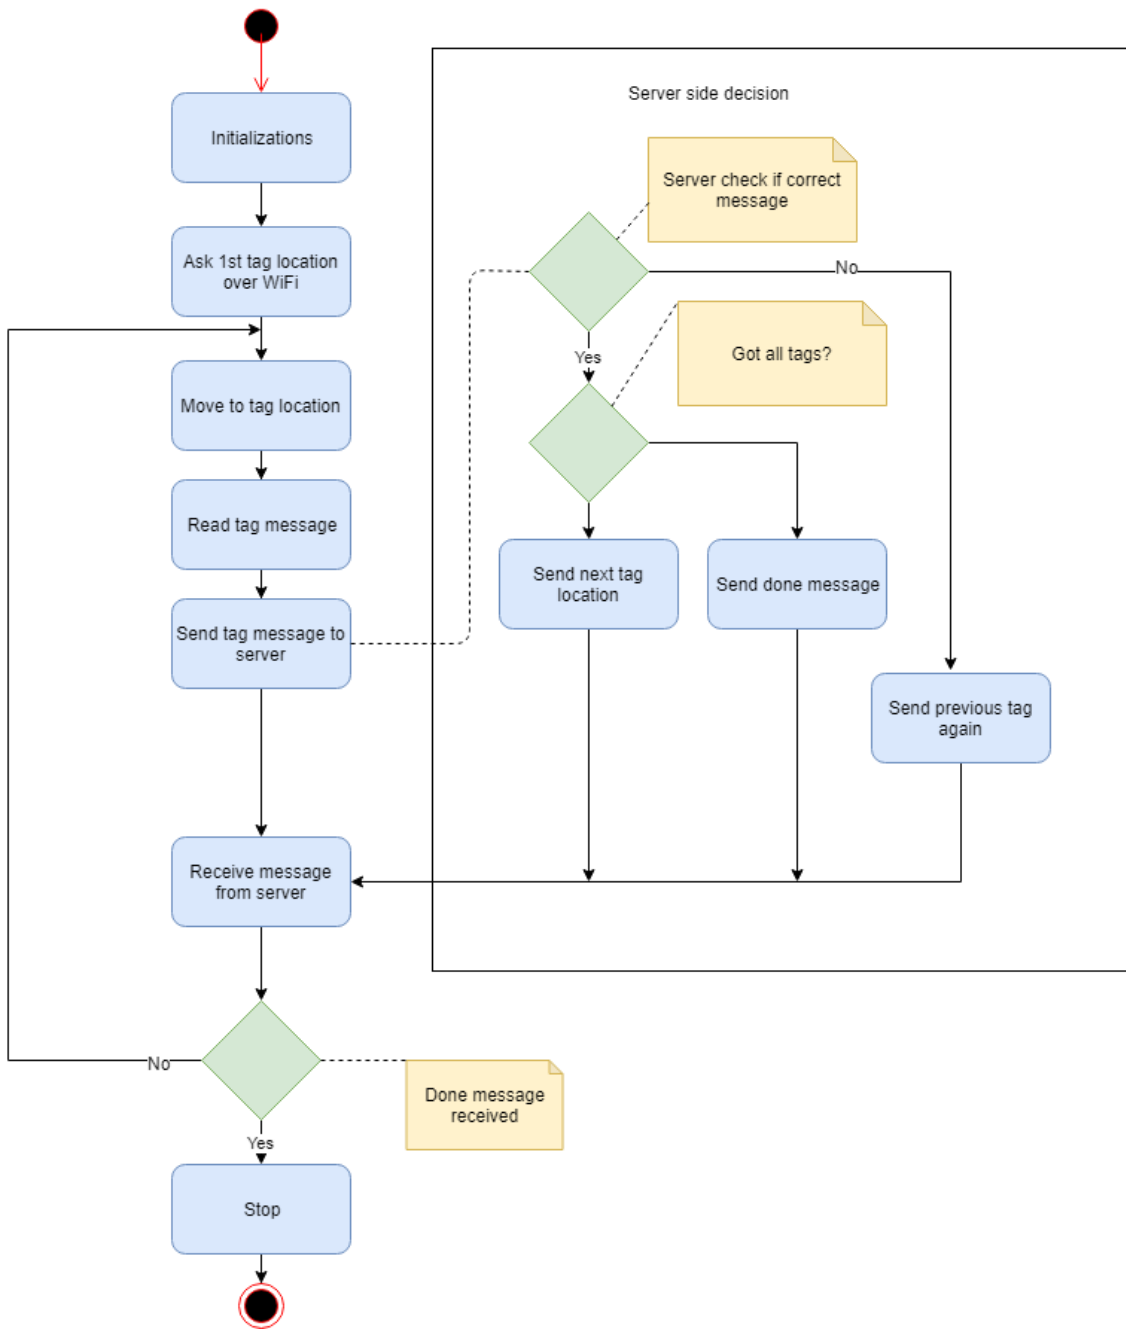 Server side decision
Initializations
Server check if correct
message
Ask 1st tag location
over WiFi
No
Yes
Got all tags?
Move to tag location
Read tag message
Send next tag
location
Send done message
Send tag message to
server
Send previous tag
again
Receive message
from server
No
Done message
received
Yes
Stop